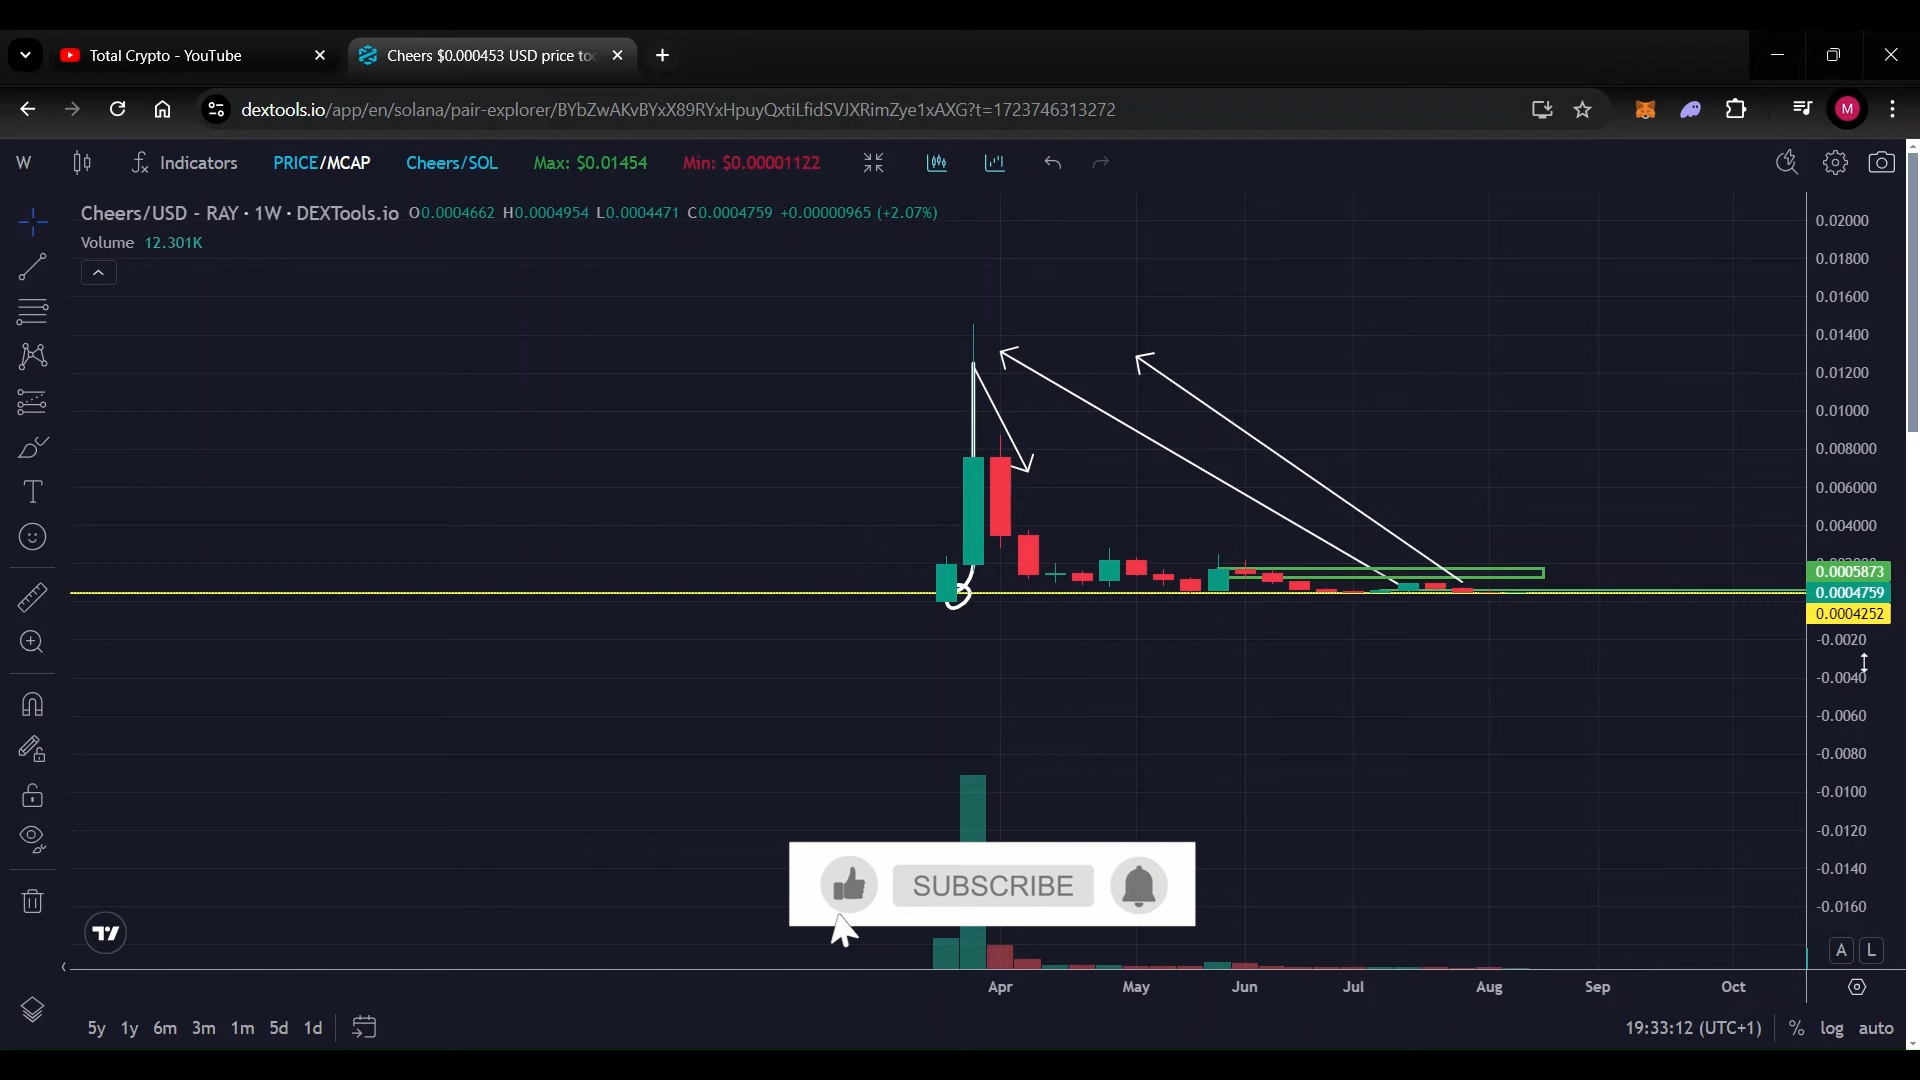 Total Crypto - YouTube
Cheers $0.000453 USD price to
dextools.io/app/en/solana/pair-explorer/BYbZwAKvBYxX89RYxHpuyQxtiLfidSVJXRimZye1xAXG?t=1723746313272
M
W Indicators PRICE/MCAP Cheers/SOL Max: $0.01454 Min: $0.00001122
Cheers/USD - RAY · 1W · DEXTools.io O0.0004662 H0.0004954 L0.0004471 C0.0004759 +0.00000965 (+2.07%)
Volume 12.301K
0.02000
0.01800
0.01600
0.01400
0.01200
0.01000
0.008000
0.006000
0.004000
0.0005873
0.0004759
0.0004252
-0.0020
-0.0040
-0.0060
-0.0080
-0.0100
-0.0120
-0.0140
-0.0160
SUBSCRIBE
A L
Apr May Jun Jul Aug Sep Oct
5y 1y 6m 3m 1m 5d 1d
19:33:12 (UTC+1) % log auto